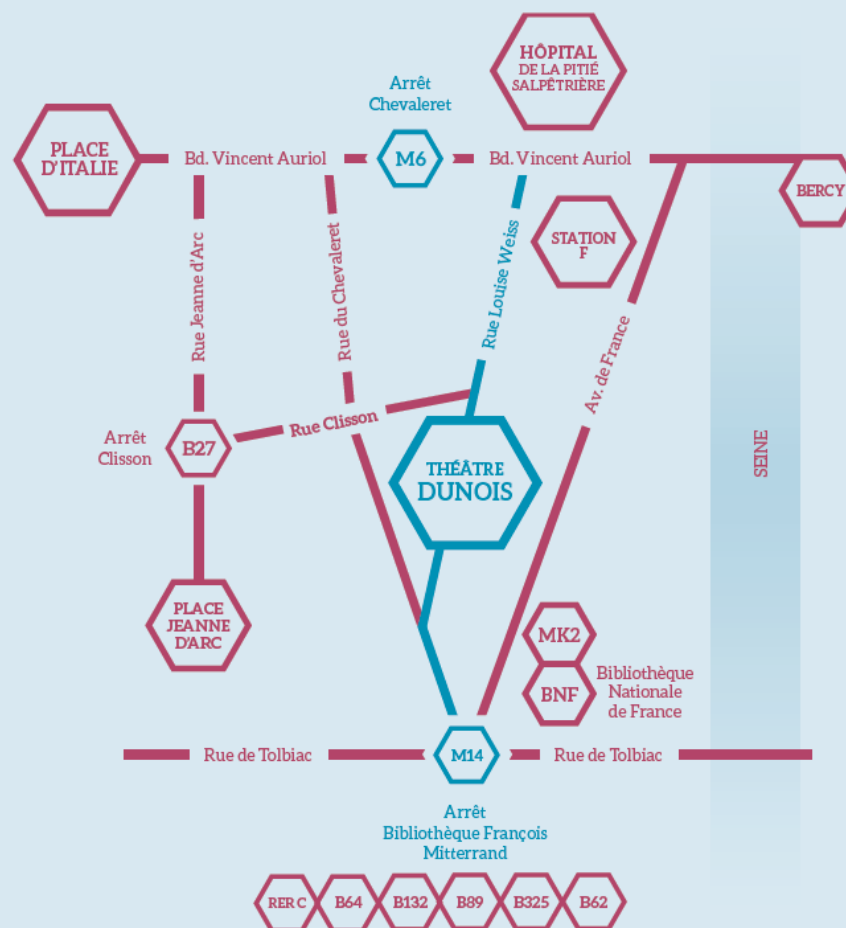 HÔPITAL
DE LA PITIÉ
SALPÊTRIÈRE
Arrêt
Chevaleret
PLACE
D'ITALIE
Bd. Vincent Auriol
M6
Bd. Vincent Auriol
BERCY
STATION
F
Rue Jeanne d'Arc
Rue du Chevaleret
Rue Louise Weiss
Av. de France
Rue Clisson
Arrêt
Clisson
B27
THÉÂTRE
DUNOIS
SEINE
PLACE
JEANNE
D'ARC
MK2
BNF
Bibliothèque
Nationale
de France
Rue de Tolbiac
M14
Rue de Tolbiac
Arrêt
Bibliothèque François
Mitterrand
RER C
B64
B132
B89
B325
B62